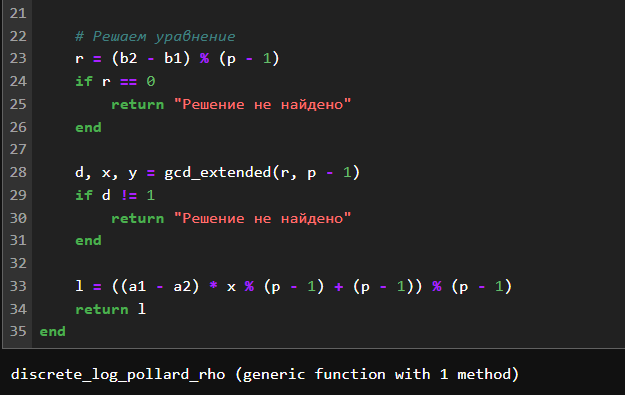 21
22 # Решаем уравнение
23 r = (b2 - b1) % (p - 1)
24 if r == 0
25 return "Решение не найдено"
26 end
27
28 d, x, y = gcd_extended(r, p - 1)
29 if d != 1
30 return "Решение не найдено"
31 end
32
33 l = ((a1 - a2) * x % (p - 1) + (p - 1)) % (p - 1)
34 return l
35 end
discrete_log_pollard_rho (generic function with 1 method)